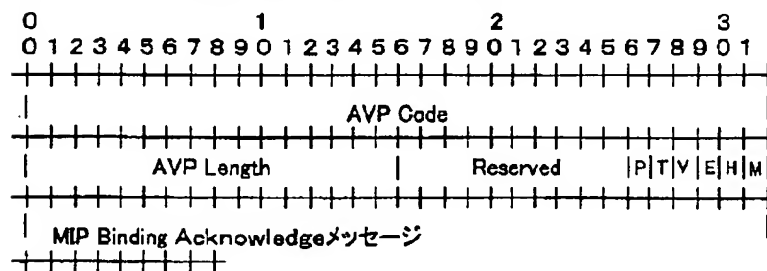 0 1 2 3
0 1 2 3 4 5 6 7 8 9 0 1 2 3 4 5 6 7 8 9 0 1 2 3 4 5 6 7 8 9 0 1
AVP Code
AVP Length | Reserved |P|T|V|E|H|M
MIP Binding Acknowledgeメッセージ